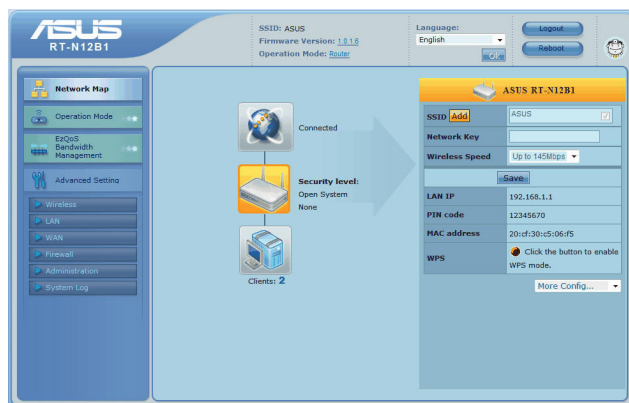 ASUS
RT-N12B1
SSID: ASUS
Firmware Version: 1.0.1.6
Operation Mode: Router
Language:
English
Logout
Reboot
Network Map
Operation Mode
EzQoS
Bandwidth
Management
Advanced Setting
Wireless
LAN
WAN
Firewall
Administration
System Log
Connected
Security level:
Open System
None
Clients: 2
ASUS RT-N12B1
SSID Add ASUS
Network Key
Wireless Speed Up to 145Mbps
Save
LAN IP 192.168.1.1
PIN code 12345670
MAC address 20:cf:30:c5:06:f5
WPS Click the button to enable
WPS mode.
More Config...